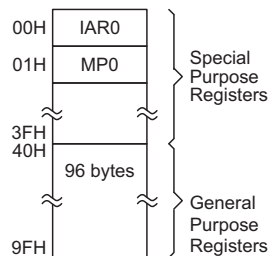 00H IAR0
01H MP0
Special
Purpose
Registers
3FH
40H
96 bytes
General
Purpose
Registers
9FH